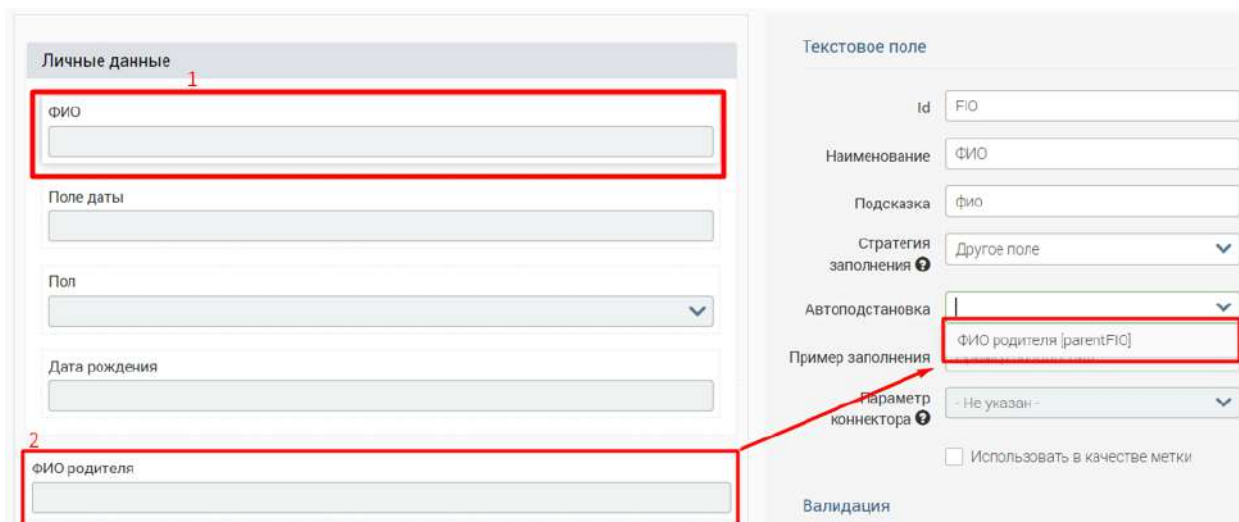 Личные данные
1
ФИО
Поле даты
Пол
Дата рождения
2
ФИО родителя
Текстовое поле
Id FIO
Наименование ФИО
Подсказка фио
Стратегия
заполнения Другое поле
Автоподстановка
ФИО родителя [parentFIO]
Пример заполнения
Параметр
коннектора - Не указан -
Использовать в качестве метки
Валидация